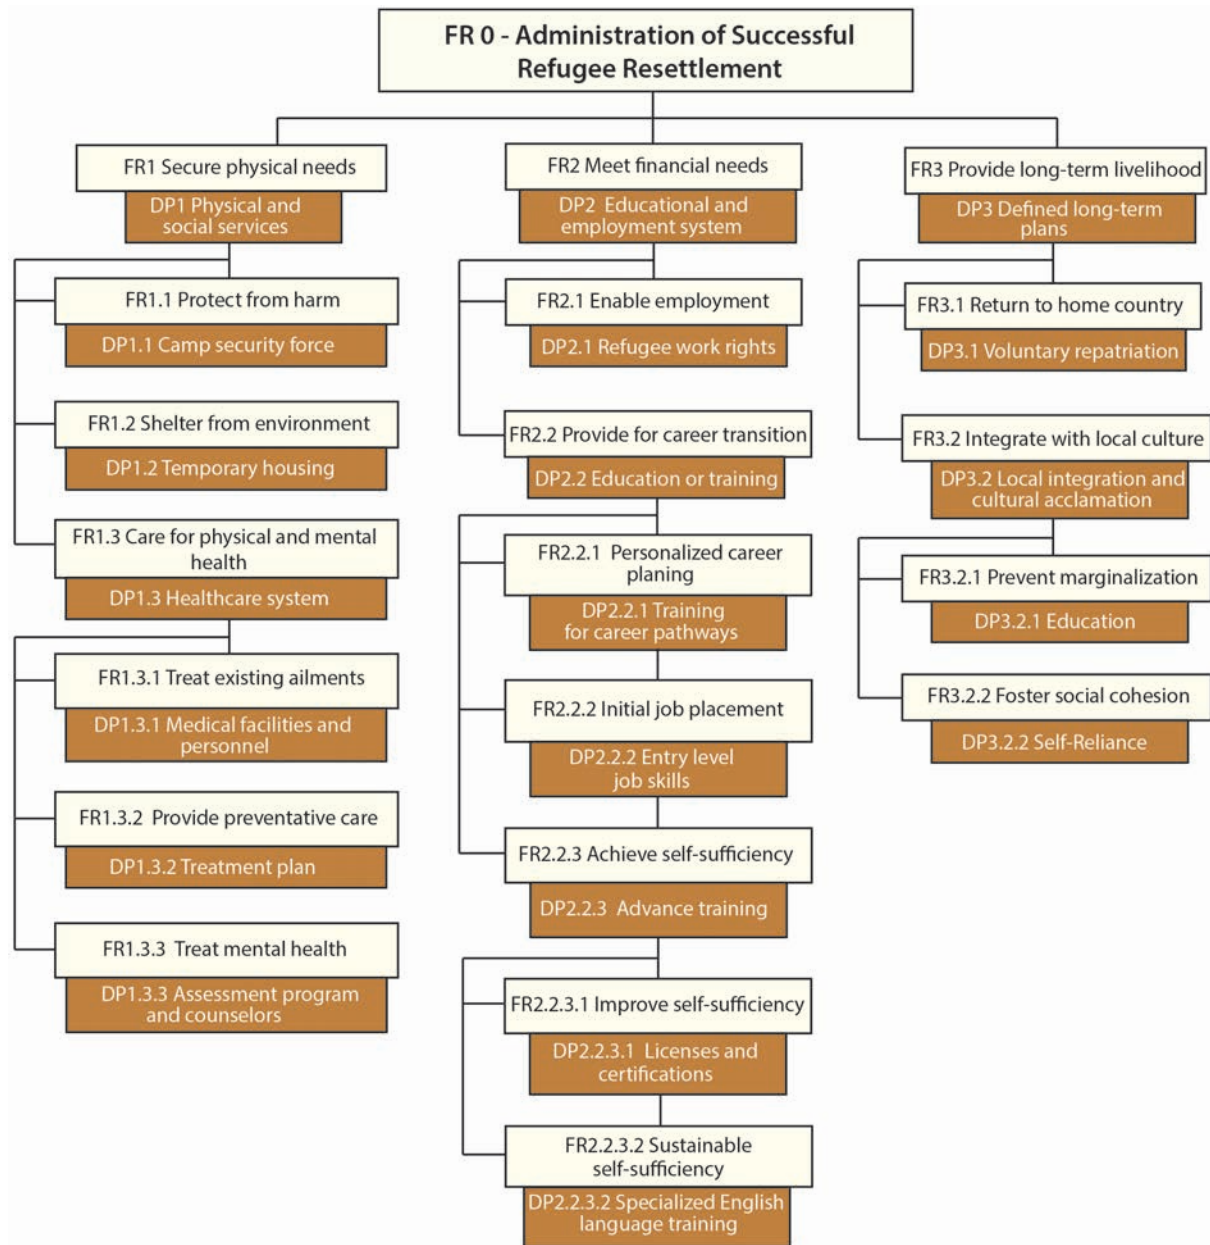 FR 0 - Administration of Successful
Refugee Resettlement
FR1 Secure physical needs
DP1 Physical and
social services
FR1.1 Protect from harm
DP1.1 Camp security force
FR1.2 Shelter from environment
DP1.2 Temporary housing
FR1.3 Care for physical and mental
health
DP1.3 Healthcare system
FR1.3.1 Treat existing ailments
DP1.3.1 Medical facilities and
personnel
FR1.3.2 Provide preventative care
DP1.3.2 Treatment plan
FR1.3.3 Treat mental health
DP1.3.3 Assessment program
and counselors
FR2 Meet financial needs
DP2 Educational and
employment system
FR2.1 Enable employment
DP2.1 Refugee work rights
FR2.2 Provide for career transition
DP2.2 Education or training
FR2.2.1 Personalized career
planing
DP2.2.1 Training
for career pathways
FR2.2.2 Initial job placement
DP2.2.2 Entry level
job skills
FR2.2.3 Achieve self-sufficiency
DP2.2.3 Advance training
FR2.2.3.1 Improve self-sufficiency
DP2.2.3.1 Licenses and
certifications
FR2.2.3.2 Sustainable
self-sufficiency
DP2.2.3.2 Specialized English
language training
FR3 Provide long-term livelihood
DP3 Defined long-term
plans
FR3.1 Return to home country
DP3.1 Voluntary repatriation
FR3.2 Integrate with local culture
DP3.2 Local integration and
cultural acclamation
FR3.2.1 Prevent marginalization
DP3.2.1 Education
FR3.2.2 Foster social cohesion
DP3.2.2 Self-Reliance